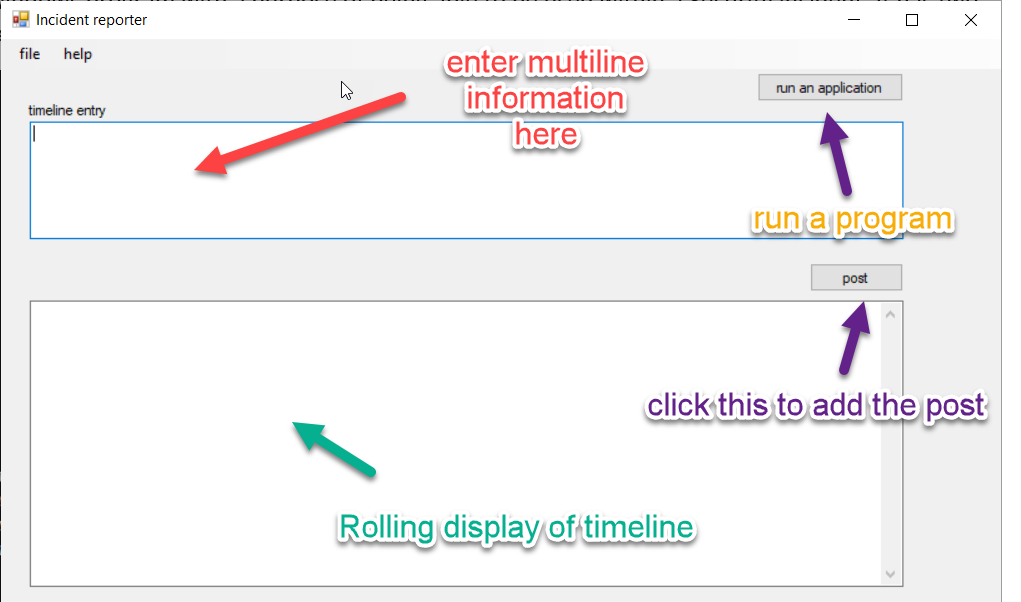 Incident reporter
file help
enter multiline
information
here
run an application
timeline entry
run a program
post
click this to add the post
Rolling display of timeline